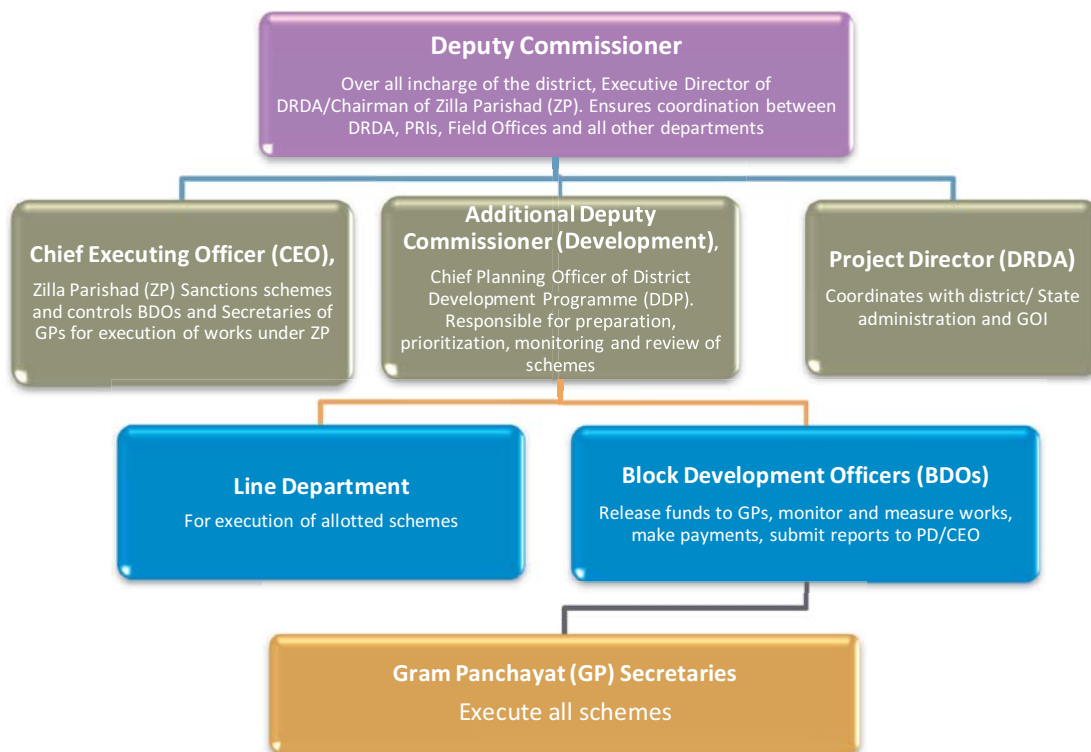 Deputy Commissioner
Over all incharge of the district, Executive Director of
DRDA/Chairman of Zilla Parishad (ZP). Ensures coordination between
DRDA, PRIs, Field Offices and all other departments
Chief Executing Officer (CEO),
Zilla Parishad (ZP) Sanctions schemes
and controls BDOs and Secretaries of
GPs for execution of works under ZP
Additional Deputy
Commissioner (Development),
Chief Planning Officer of District
Development Programme (DDP).
Responsible for preparation,
prioritization, monitoring and review of
schemes
Project Director (DRDA)
Coordinates with district/ State
administration and GOI
Line Department
For execution of allotted schemes
Block Development Officers (BDOs)
Release funds to GPs, monitor and measure works,
make payments, submit reports to PD/CEO
Gram Panchayat (GP) Secretaries
Execute all schemes